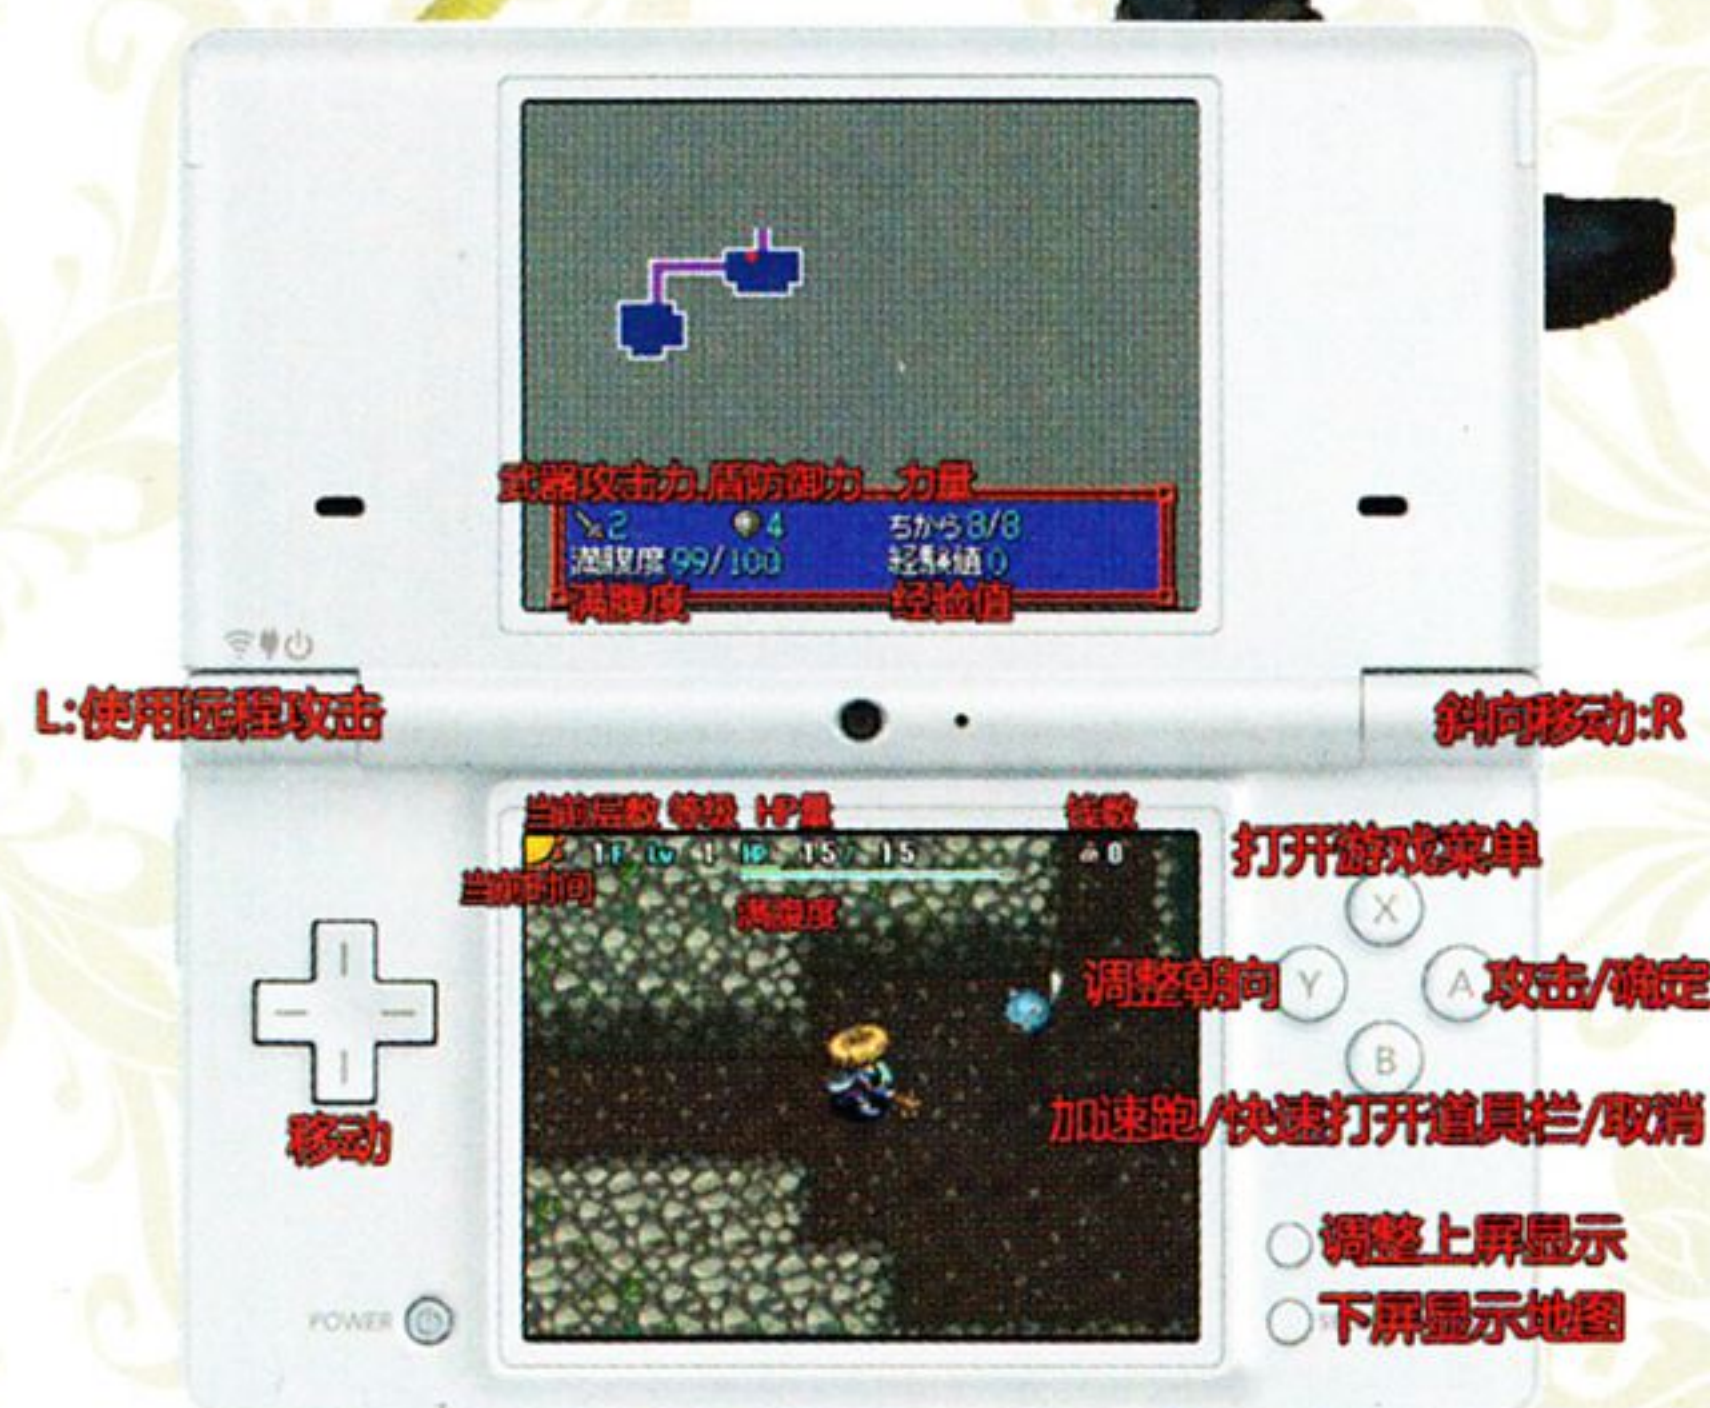 武器攻击力 盾防御力 力量
2 4 ちから8/8
満腹度99/100 経験値0
满腹度 经验值
L:使用远程攻击
斜向移动:R
当前层数 等级 HP量 钱数
1F Lv 1 HP 15/ 15 0
当前时间
满腹度
打开游戏菜单
X
调整朝向 Y
A 攻击/确定
B
加速跑/快速打开道具栏/取消
移动
调整上屏显示
下屏显示地图
POWER